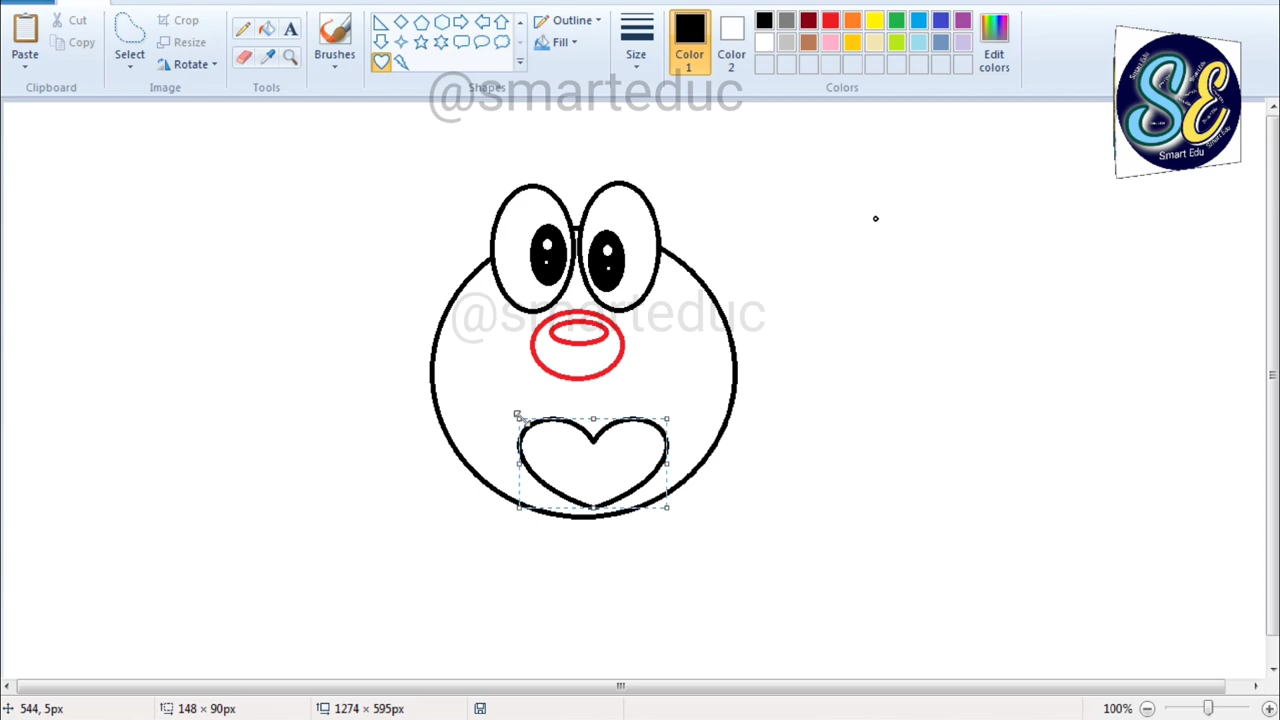 Paste
Cut
Copy
Clipboard
Select
Crop
Resize
Rotate
Image
Tools
Brushes
Shapes
Outline
Fill
Size
Color
1
Color
2
Edit
colors
Colors
@smarteduc
@smarteduc
SE
Smart Edu
544, 5px
148 × 90px
1274 × 595px
100%